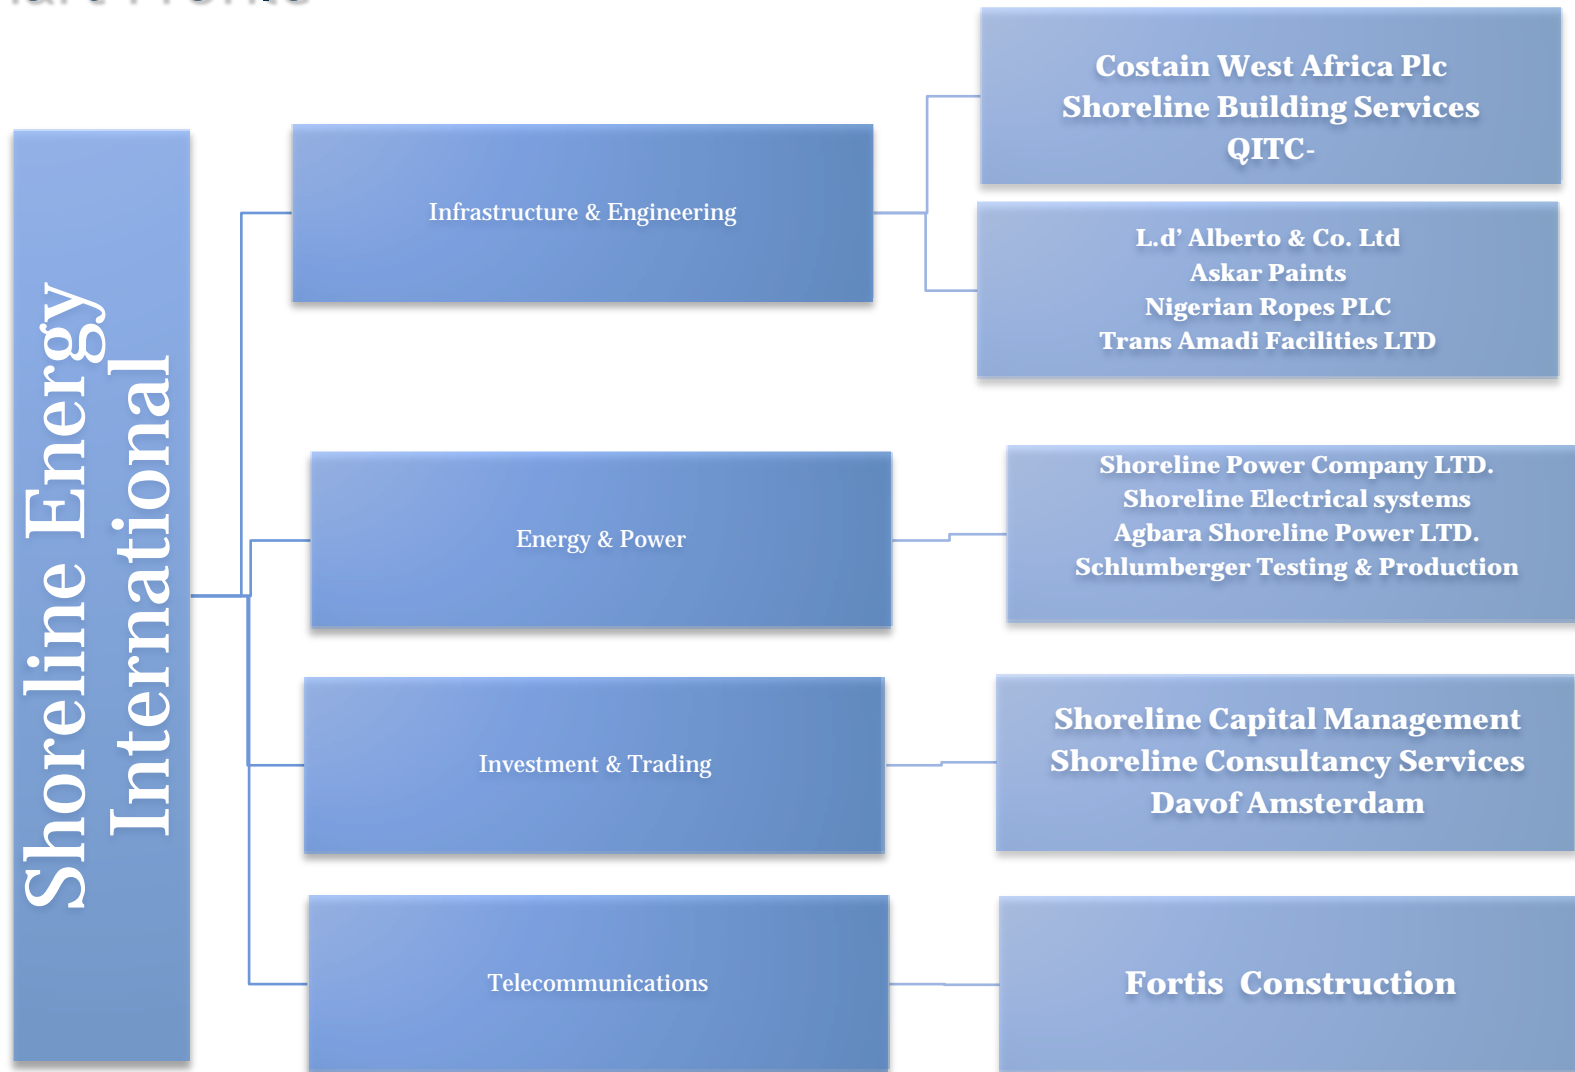 Shoreline Energy
International
Infrastructure & Engineering
Costain West Africa Plc
Shoreline Building Services
QITC-
L.d’ Alberto & Co. Ltd
Askar Paints
Nigerian Ropes PLC
Trans Amadi Facilities LTD
Energy & Power
Shoreline Power Company LTD.
Shoreline Electrical systems
Agbara Shoreline Power LTD.
Schlumberger Testing & Production
Investment & Trading
Shoreline Capital Management
Shoreline Consultancy Services
Davof Amsterdam
Telecommunications
Fortis Construction